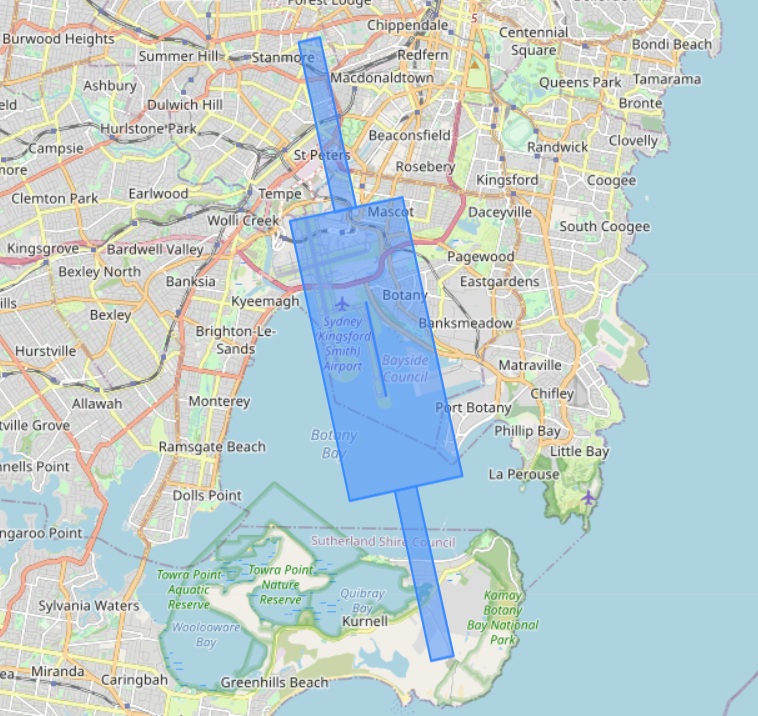 Forest Lodge
Chippendale
Burwood Heights
Summer Hill
Stanmore
Redfern
Centennial
Square
Bondi Beach
Macdonaldtown
Queens Park
Tamarama
Ashbury
Dulwich Hill
Bronte
Hurlstone Park
Beaconsfield
Campsie
St Peters
Rosebery
Randwick
Clovelly
Clemton Park
Earlwood
Tempe
Kingsford
Coogee
Wolli Creek
Mascot
Daceyville
South Coogee
Kingsgrove
Bardwell Valley
Pagewood
Bexley North
Banksia
Eastgardens
Kyeemagh
Botany
Bexley
Sydney
(Kingsford
Smith)
Airport
Banksmeadow
Brighton-Le-
Sands
Hurstville
Bayside
Council
Matraville
Allawah
Monterey
Chifley
Port Botany
tville Grove
Phillip Bay
Botany
Bay
Ramsgate Beach
Little Bay
nnells Point
La Perouse
Dolls Point
ngaroo Point
Sutherland Shire Council
Towra Point
Aquatic
Reserve
Towra Point
Nature
Reserve
Quibray
Bay
Kamay
Botany
Bay National
Park
Sylvania Waters
Woolooware
Bay
Kurnell
Miranda
Caringbah
Greenhills Beach